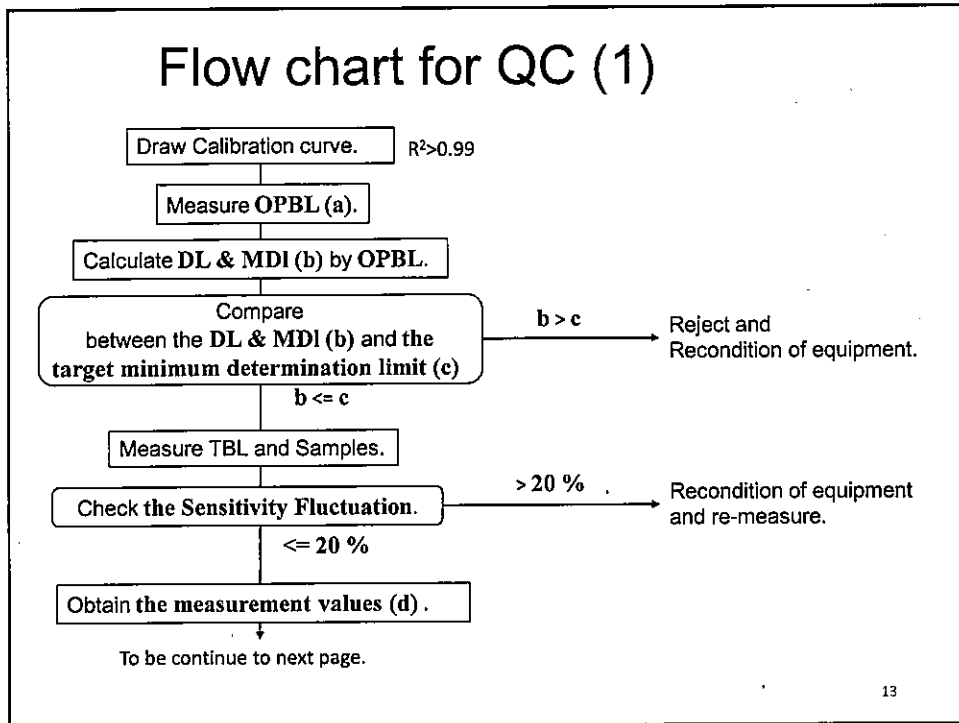 Flow chart for QC (1)
Draw Calibration curve. R²>0.99
Measure OPBL (a).
Calculate DL & MDl (b) by OPBL.
Compare
between the DL & MDl (b) and the
target minimum determination limit (c)
b > c
Reject and
Recondition of equipment.
b <= c
Measure TBL and Samples.
Check the Sensitivity Fluctuation.
> 20 %
Recondition of equipment
and re-measure.
<= 20 %
Obtain the measurement values (d) .
To be continue to next page.
13